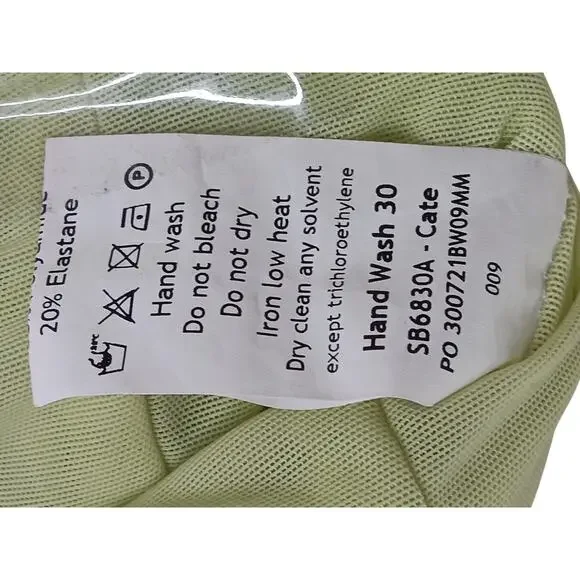 20% Elastane
30°C
P
Hand wash
Do not bleach
Do not dry
Iron low heat
Dry clean any solvent
except trichloroethylene
Hand Wash 30
SB6830A - Cate
PO 300721BW09MM
009